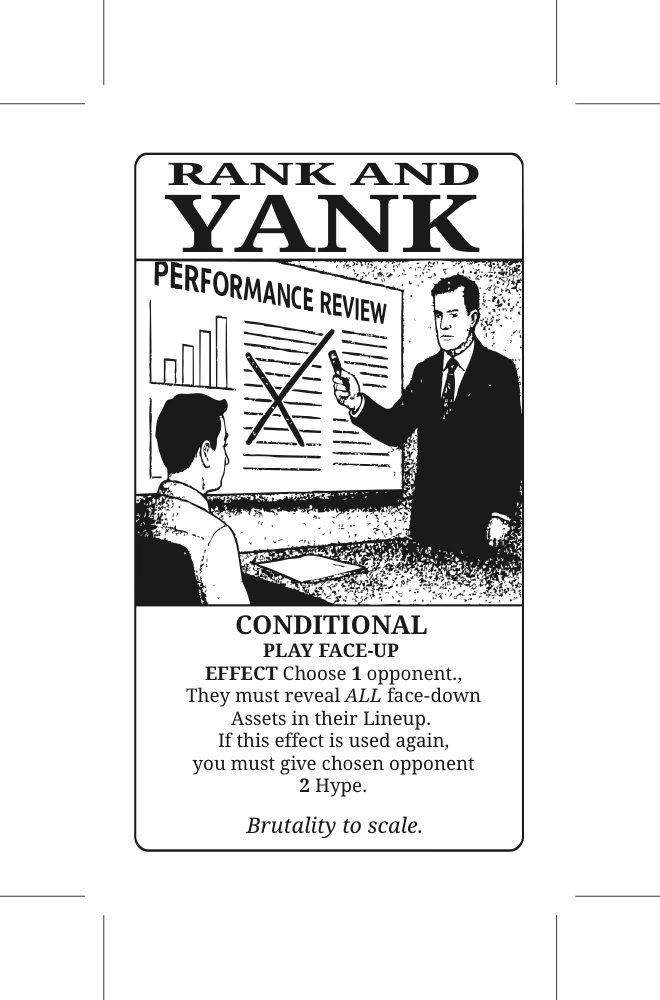 RANK AND
YANK
PERFORMANCE REVIEW
CONDITIONAL
PLAY FACE-UP
EFFECT Choose 1 opponent.,
They must reveal ALL face-down
Assets in their Lineup.
If this effect is used again,
you must give chosen opponent
2 Hype.
Brutality to scale.